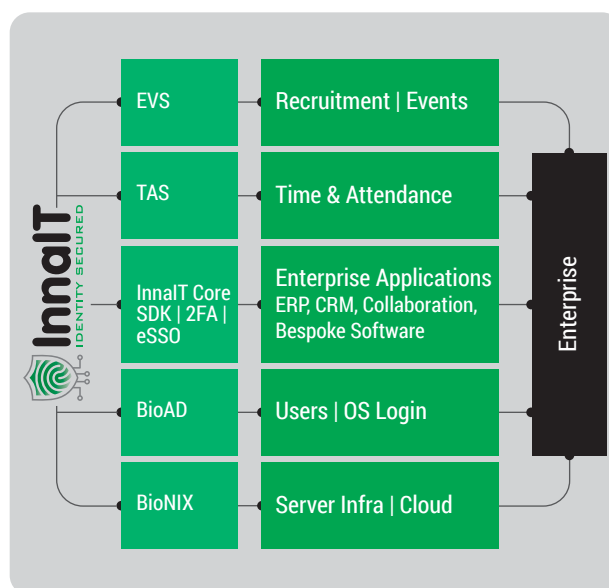 InnaIT
IDENTITY SECURED
EVS
Recruitment | Events
TAS
Time & Attendance
InnaIT Core
SDK | 2FA |
eSSO
Enterprise Applications
ERP, CRM, Collaboration,
Bespoke Software
BioAD
Users | OS Login
BioNIX
Server Infra | Cloud
Enterprise